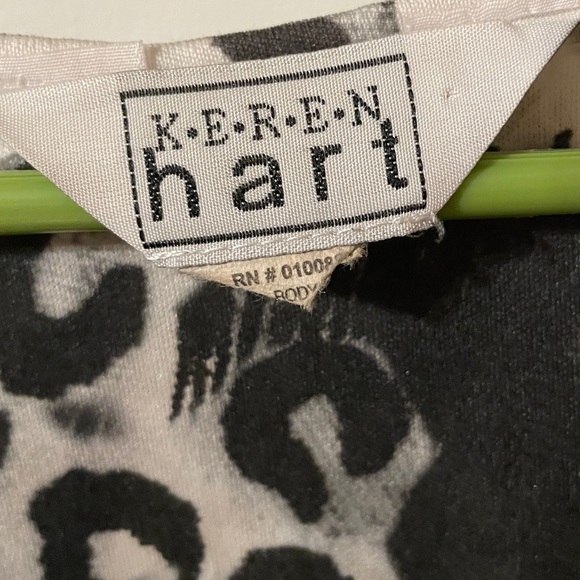 K•E•R•E•N
hart
RN # 01008
BODY